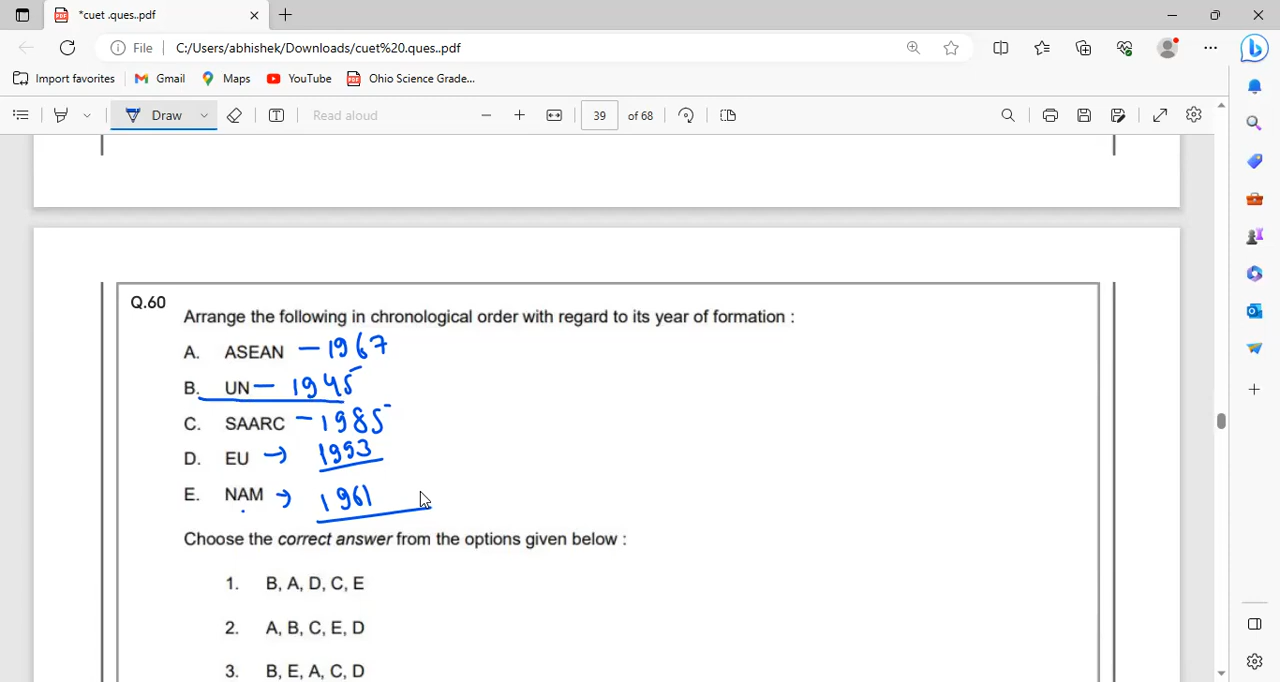 *cuet .ques..pdf
File C:/Users/abhishek/Downloads/cuet%20.ques..pdf
Import favorites Gmail Maps YouTube Ohio Science Grade...
Draw Read aloud 39 of 68
Q.60
Arrange the following in chronological order with regard to its year of formation :
A. ASEAN — 1967
B. UN — 1945
C. SAARC — 1985
D. EU → 1993
E. NAM → 1961
Choose the correct answer from the options given below :
1. B, A, D, C, E
2. A, B, C, E, D
3. B, E, A, C, D